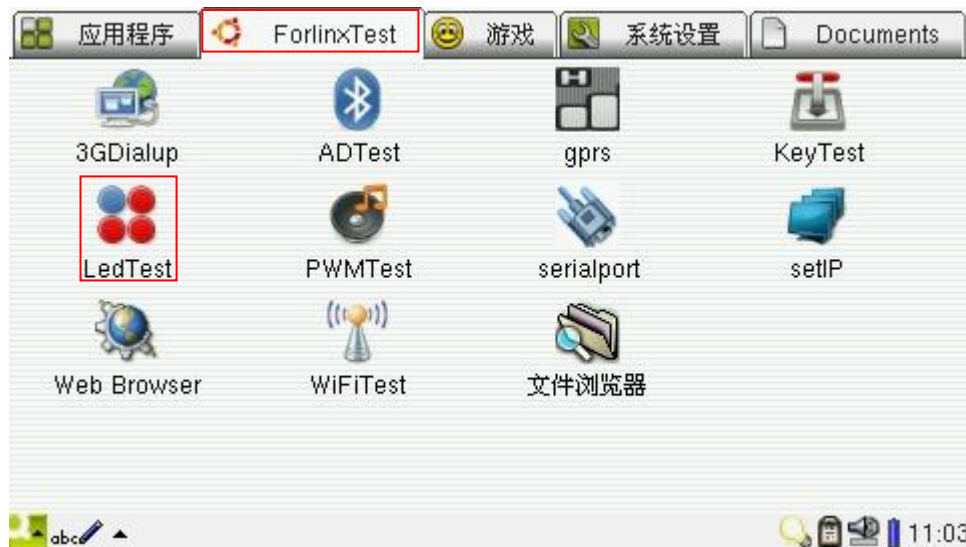 应用程序 ForlinxTest 游戏 系统设置 Documents
3GDialup ADTest gprs KeyTest
LedTest PWMTest serialport setIP
Web Browser WiFiTest 文件浏览器
abc 11:03